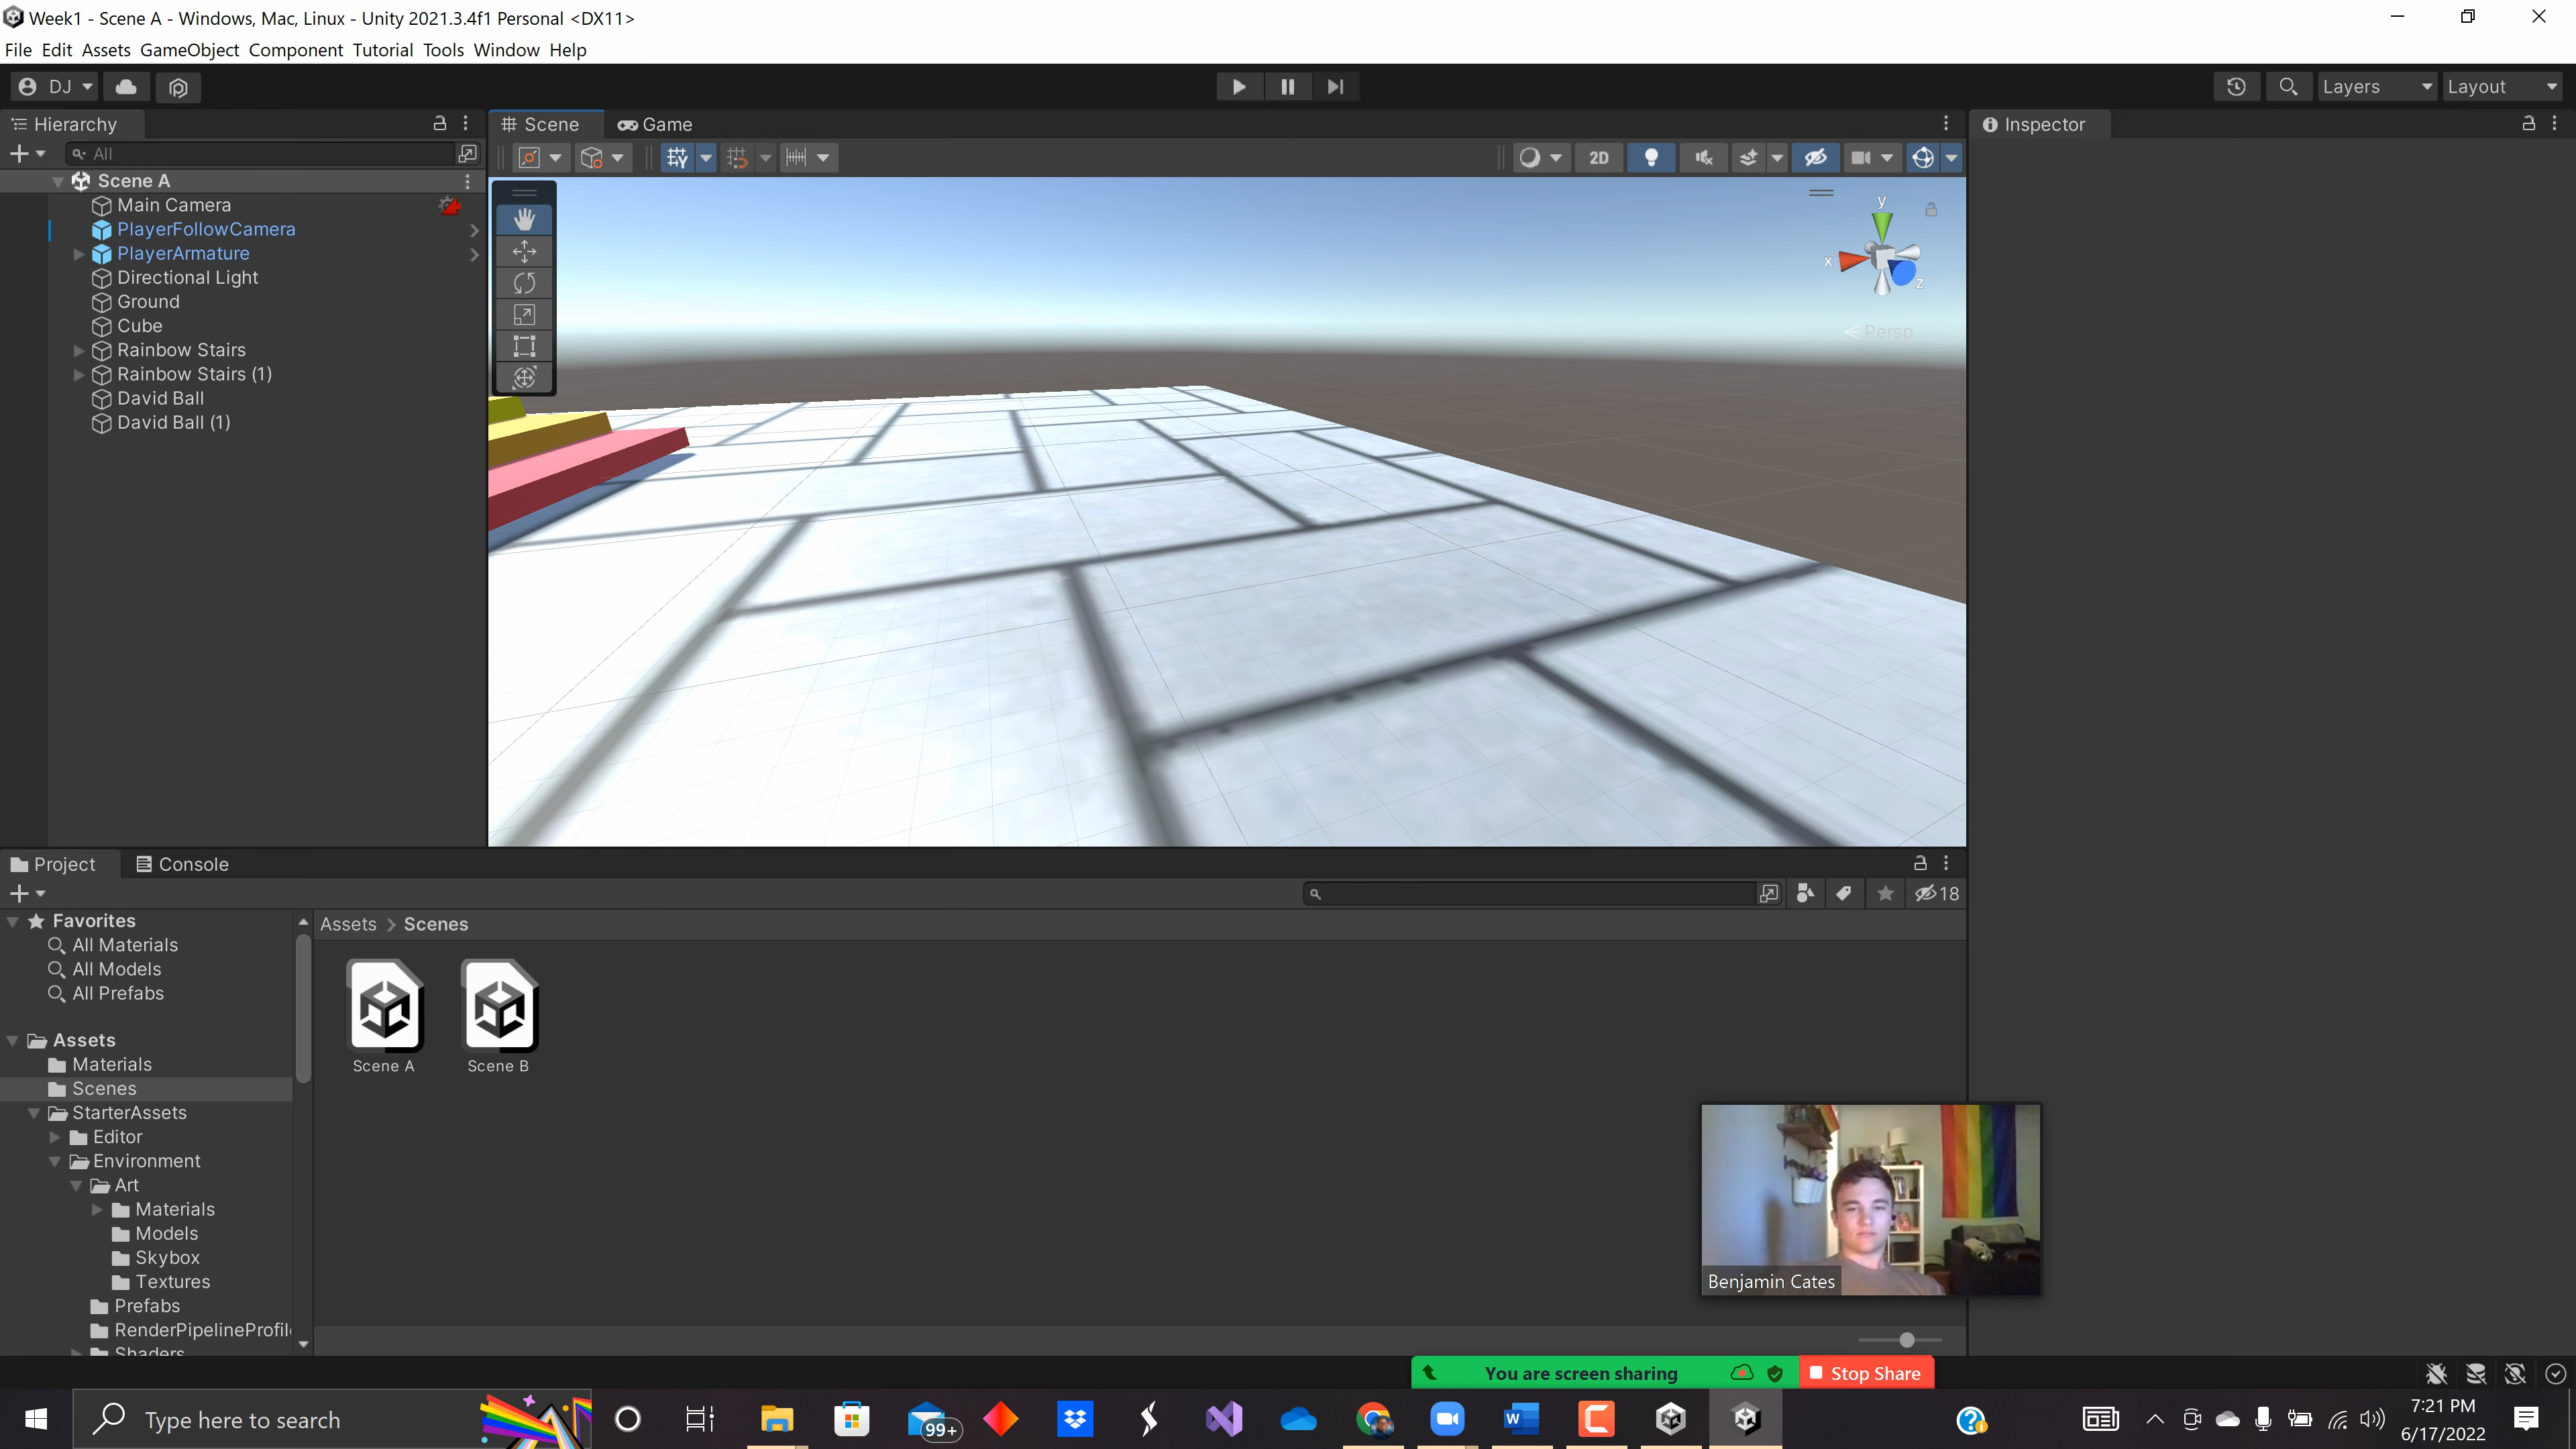 Week1 - Scene A - Windows, Mac, Linux - Unity 2021.3.4f1 Personal <DX11>
File Edit Assets GameObject Component Tutorial Tools Window Help
DJ
Layers
Layout
Hierarchy
Scene
Game
Inspector
All
2D
Scene A
Main Camera
PlayerFollowCamera
PlayerArmature
Directional Light
Ground
Cube
Rainbow Stairs
Rainbow Stairs (1)
David Ball
David Ball (1)
y
x
z
Persp
Project
Console
18
Favorites
All Materials
All Models
All Prefabs
Assets
Materials
Scenes
StarterAssets
Editor
Environment
Art
Materials
Models
Skybox
Textures
Prefabs
RenderPipelineProfil
Shaders
Assets > Scenes
Scene A
Scene B
Benjamin Cates
You are screen sharing
Stop Share
Type here to search
99+
W
7:21 PM
6/17/2022